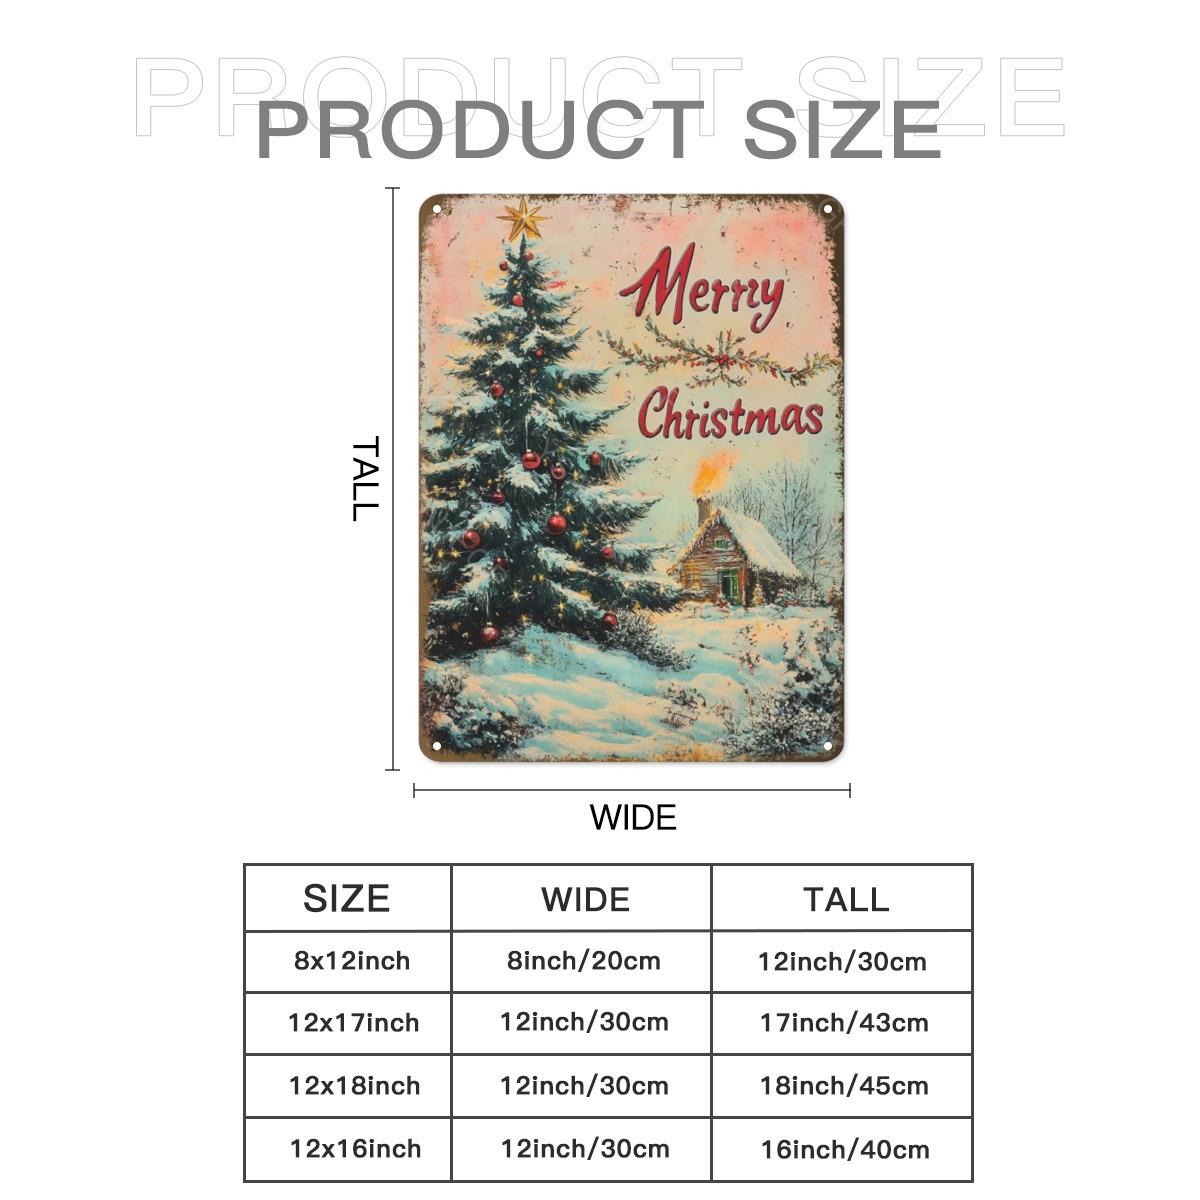 PRODUCT SIZE
PRODUCT SIZE
Merry
Christmas
TALL
WIDE
SIZE WIDE TALL
8x12inch 8inch/20cm 12inch/30cm
12x17inch 12inch/30cm 17inch/43cm
12x18inch 12inch/30cm 18inch/45cm
12x16inch 12inch/30cm 16inch/40cm